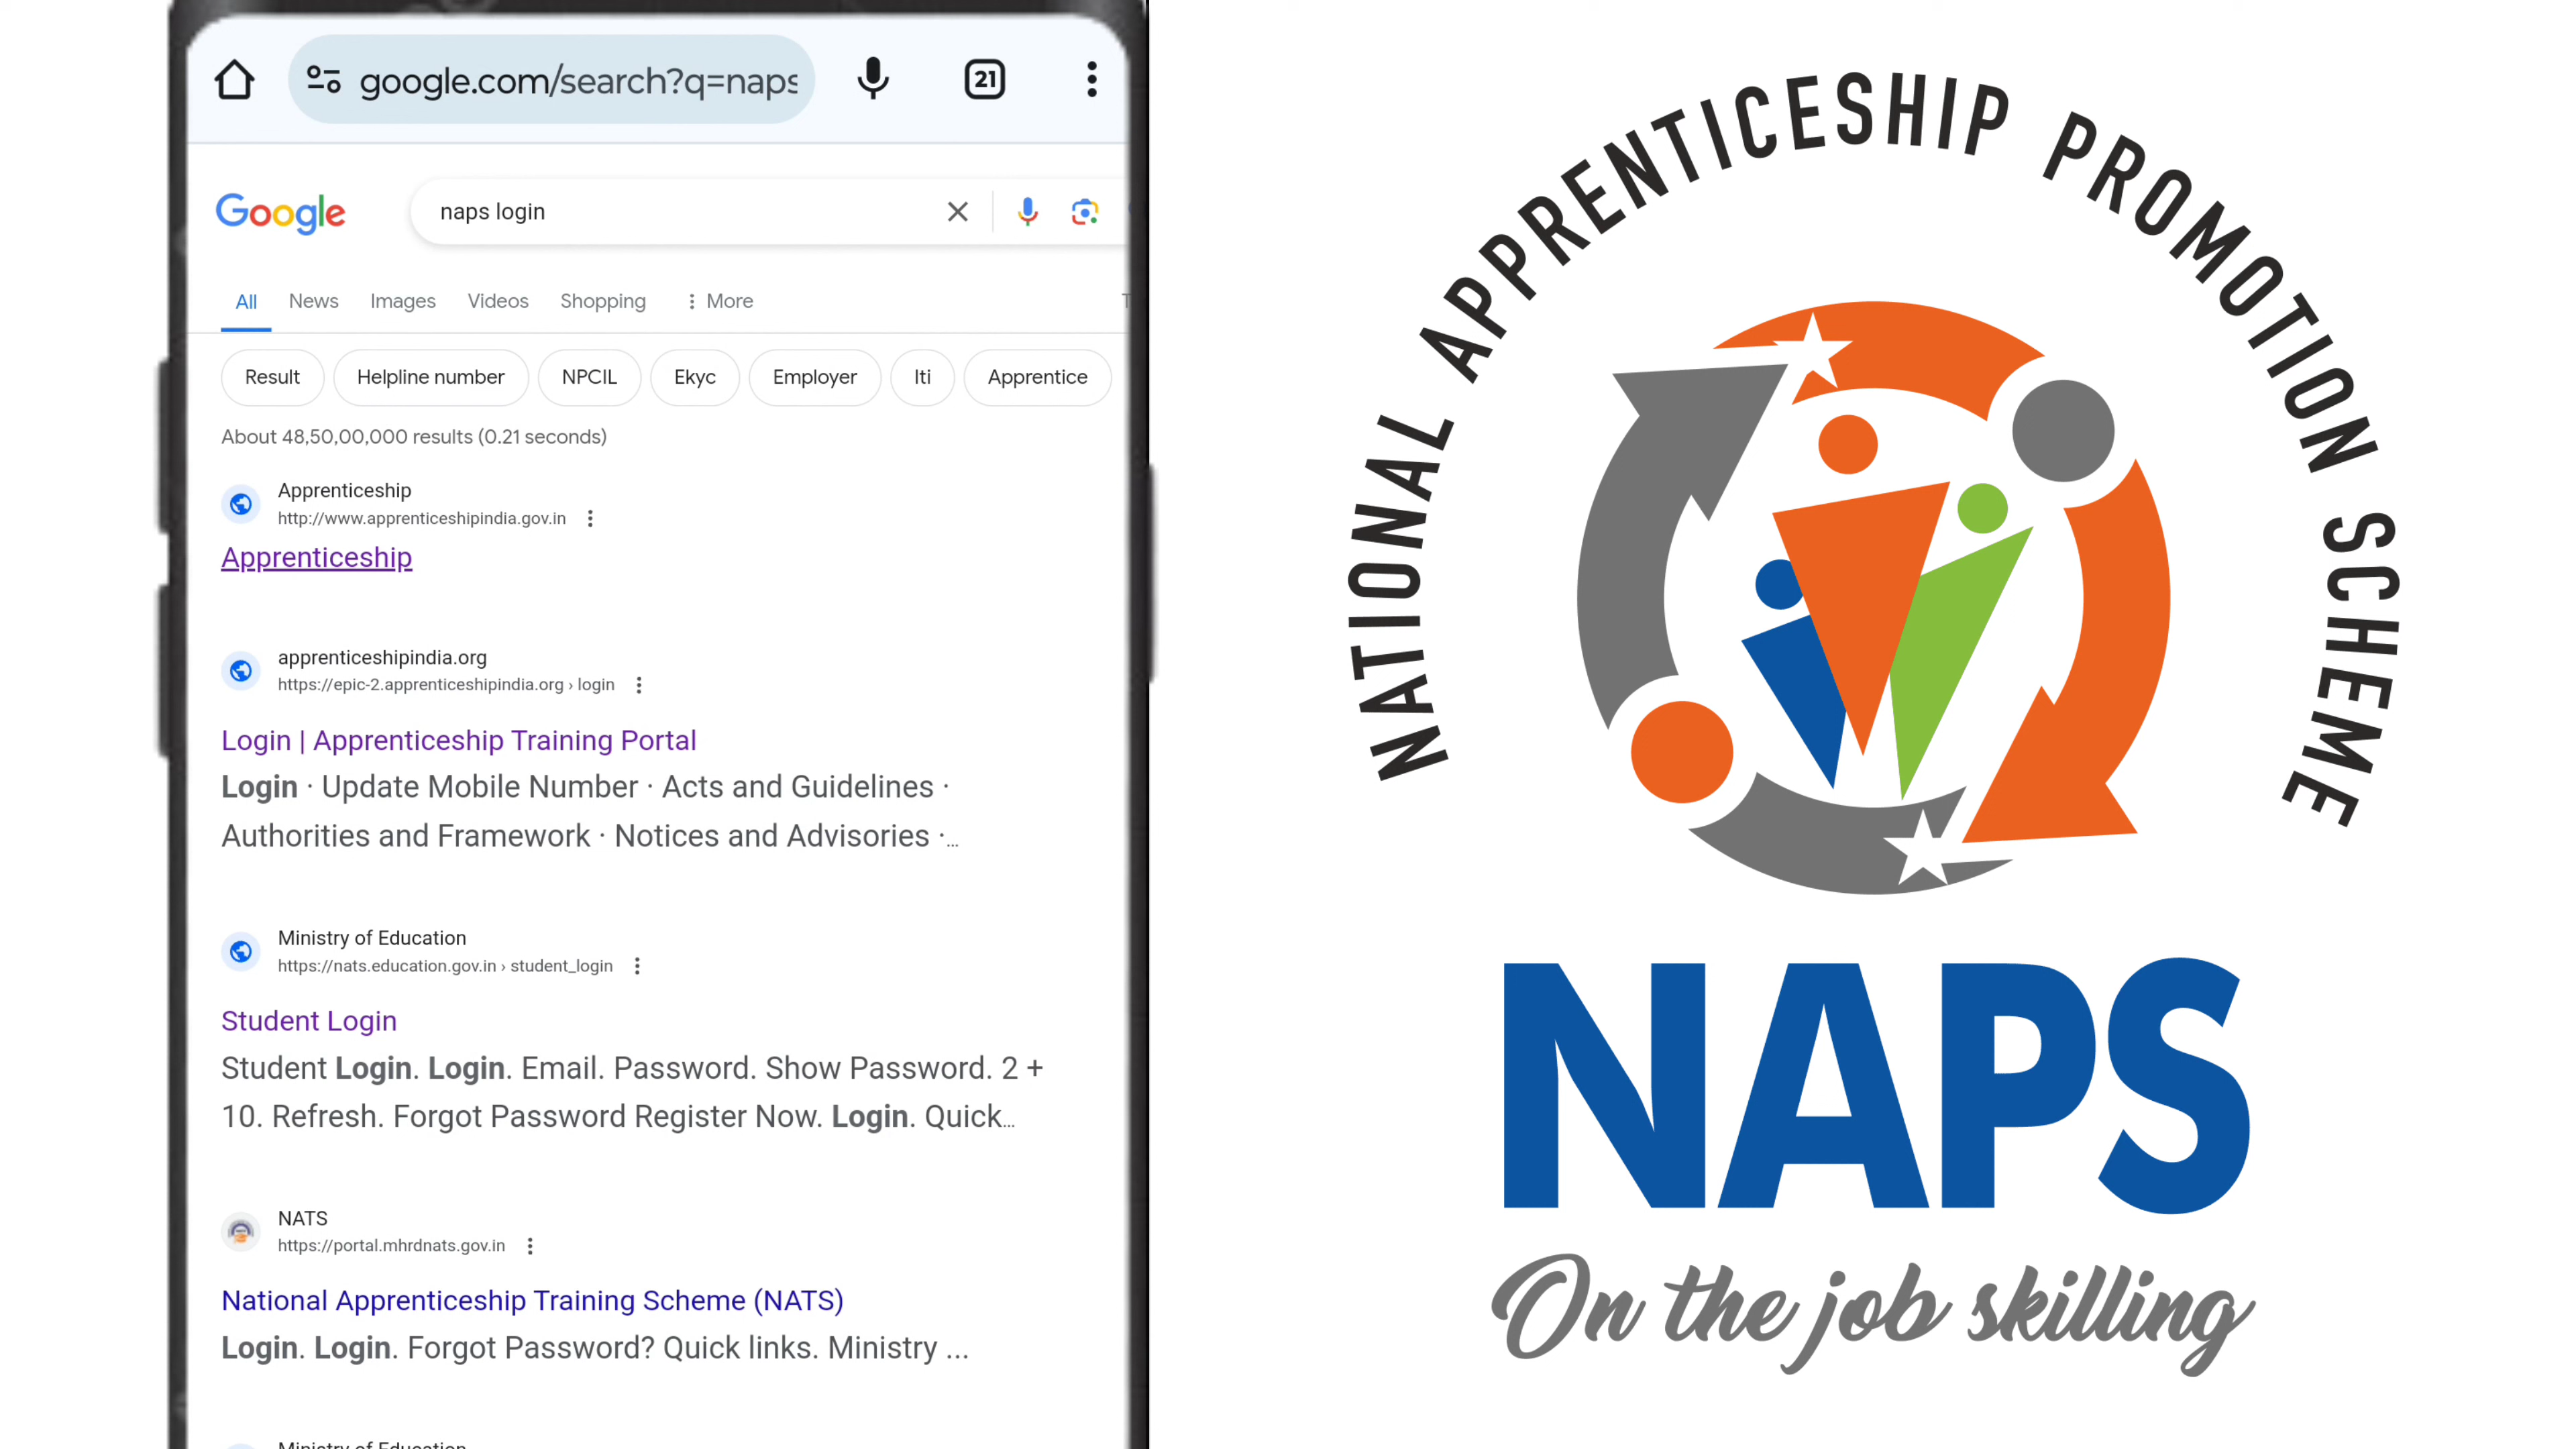 google.com/search?q=naps
21
Google
naps login
All News Images Videos Shopping More
Result Helpline number NPCIL Ekyc Employer Iti Apprentice
About 48,50,00,000 results (0.21 seconds)
Apprenticeship
http://www.apprenticeshipindia.gov.in
Apprenticeship
apprenticeshipindia.org
https://epic-2.apprenticeshipindia.org › login
Login | Apprenticeship Training Portal
Login · Update Mobile Number · Acts and Guidelines ·
Authorities and Framework · Notices and Advisories ·...
Ministry of Education
https://nats.education.gov.in › student_login
Student Login
Student Login. Login. Email. Password. Show Password. 2 +
10. Refresh. Forgot Password Register Now. Login. Quick...
NATS
https://portal.mhrdnats.gov.in
National Apprenticeship Training Scheme (NATS)
Login. Login. Forgot Password? Quick links. Ministry ...
Ministry of Education
NATIONAL APPRENTICESHIP PROMOTION SCHEME
NAPS
On the job skilling